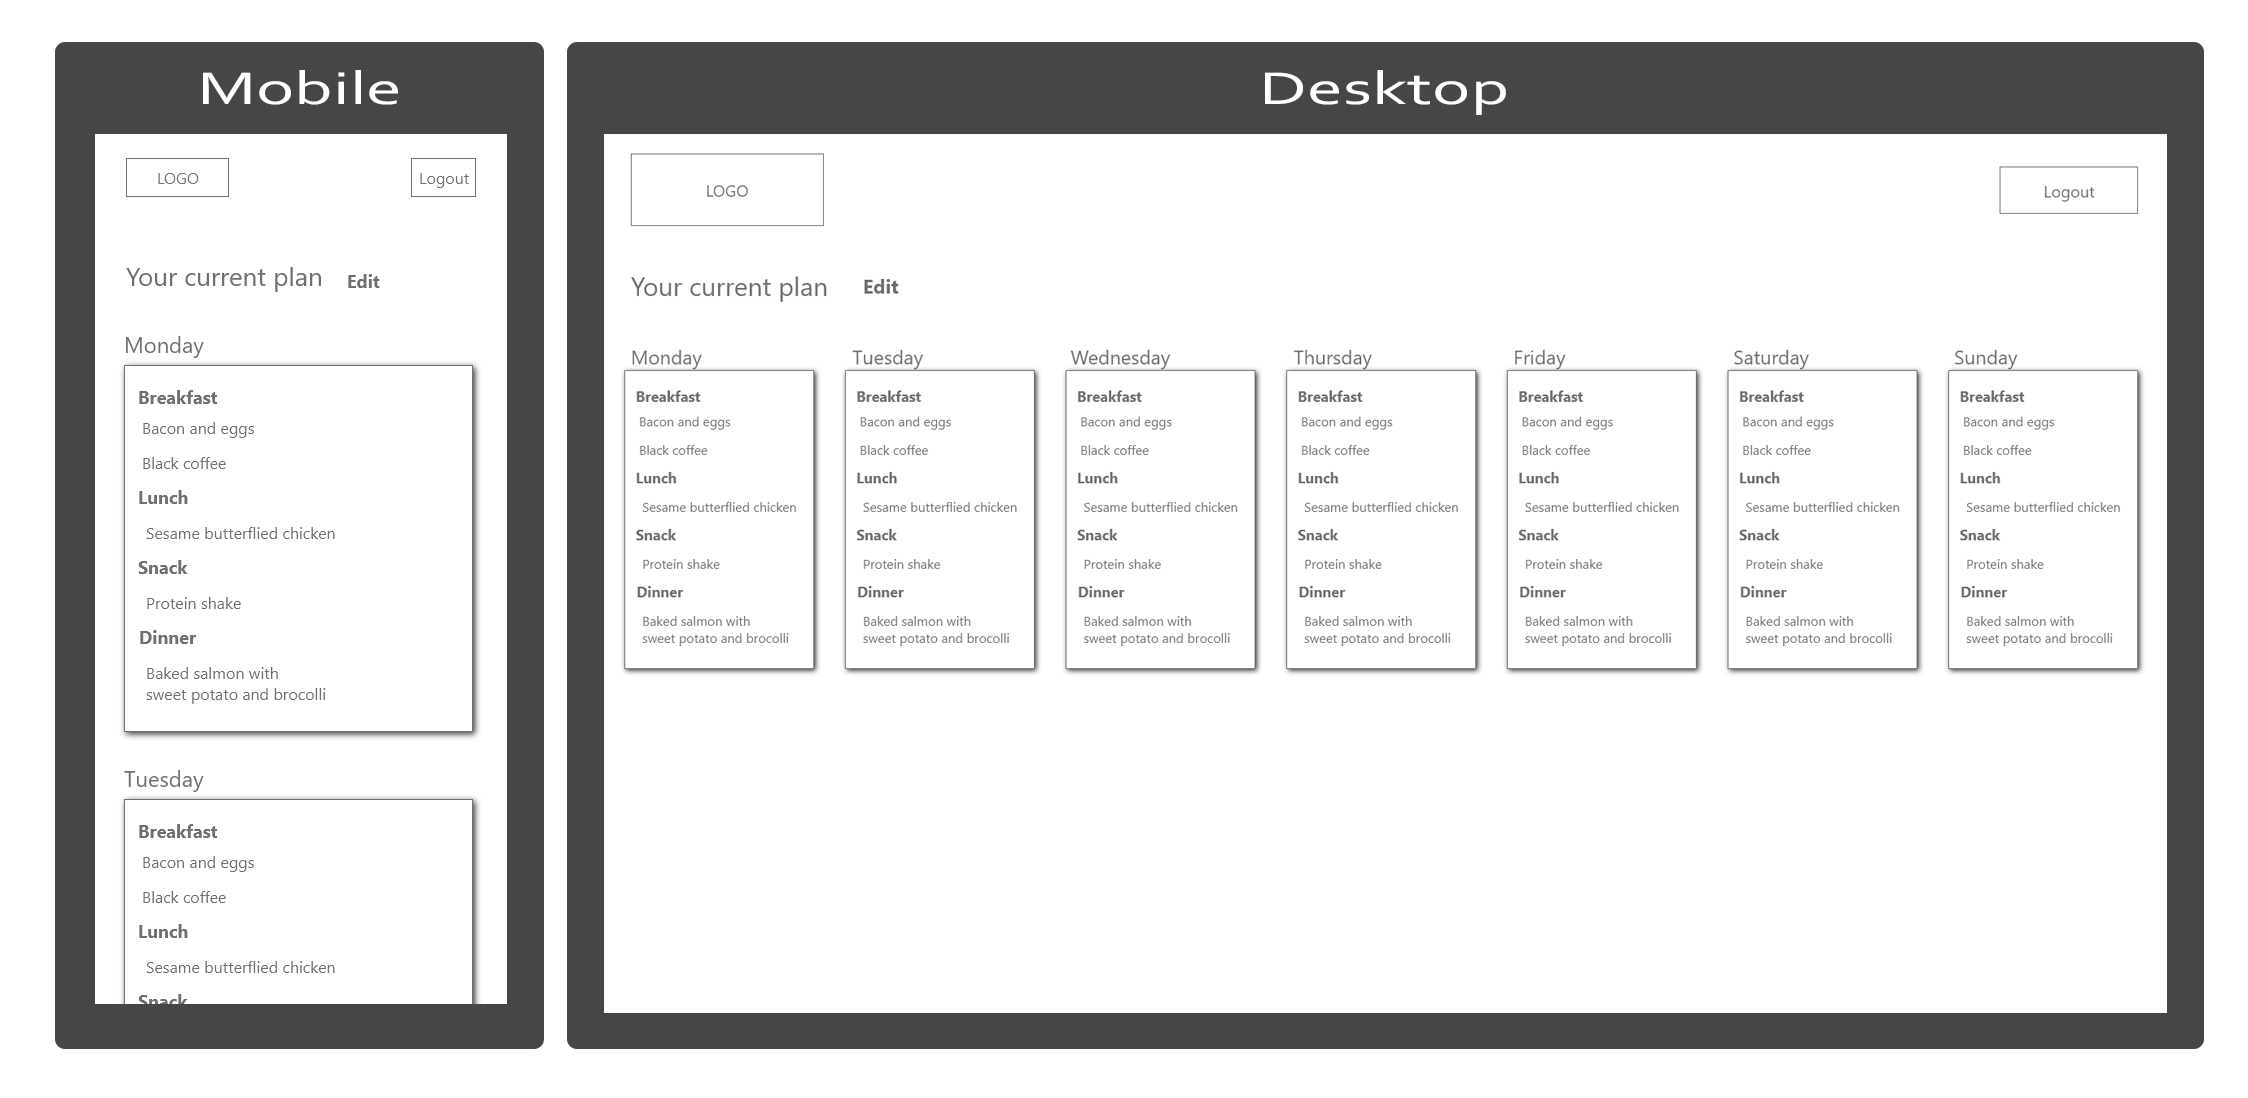 Mobile
LOGO
Logout
Your current plan
Edit
Monday
Breakfast
Bacon and eggs
Black coffee
Lunch
Sesame butterflied chicken
Snack
Protein shake
Dinner
Baked salmon with
sweet potato and brocolli
Tuesday
Breakfast
Bacon and eggs
Black coffee
Lunch
Sesame butterflied chicken
Snack
Desktop
LOGO
Logout
Your current plan
Edit
Monday
Breakfast
Bacon and eggs
Black coffee
Lunch
Sesame butterflied chicken
Snack
Protein shake
Dinner
Baked salmon with
sweet potato and brocolli
Tuesday
Breakfast
Bacon and eggs
Black coffee
Lunch
Sesame butterflied chicken
Snack
Protein shake
Dinner
Baked salmon with
sweet potato and brocolli
Wednesday
Breakfast
Bacon and eggs
Black coffee
Lunch
Sesame butterflied chicken
Snack
Protein shake
Dinner
Baked salmon with
sweet potato and brocolli
Thursday
Breakfast
Bacon and eggs
Black coffee
Lunch
Sesame butterflied chicken
Snack
Protein shake
Dinner
Baked salmon with
sweet potato and brocolli
Friday
Breakfast
Bacon and eggs
Black coffee
Lunch
Sesame butterflied chicken
Snack
Protein shake
Dinner
Baked salmon with
sweet potato and brocolli
Saturday
Breakfast
Bacon and eggs
Black coffee
Lunch
Sesame butterflied chicken
Snack
Protein shake
Dinner
Baked salmon with
sweet potato and brocolli
Sunday
Breakfast
Bacon and eggs
Black coffee
Lunch
Sesame butterflied chicken
Snack
Protein shake
Dinner
Baked salmon with
sweet potato and brocolli